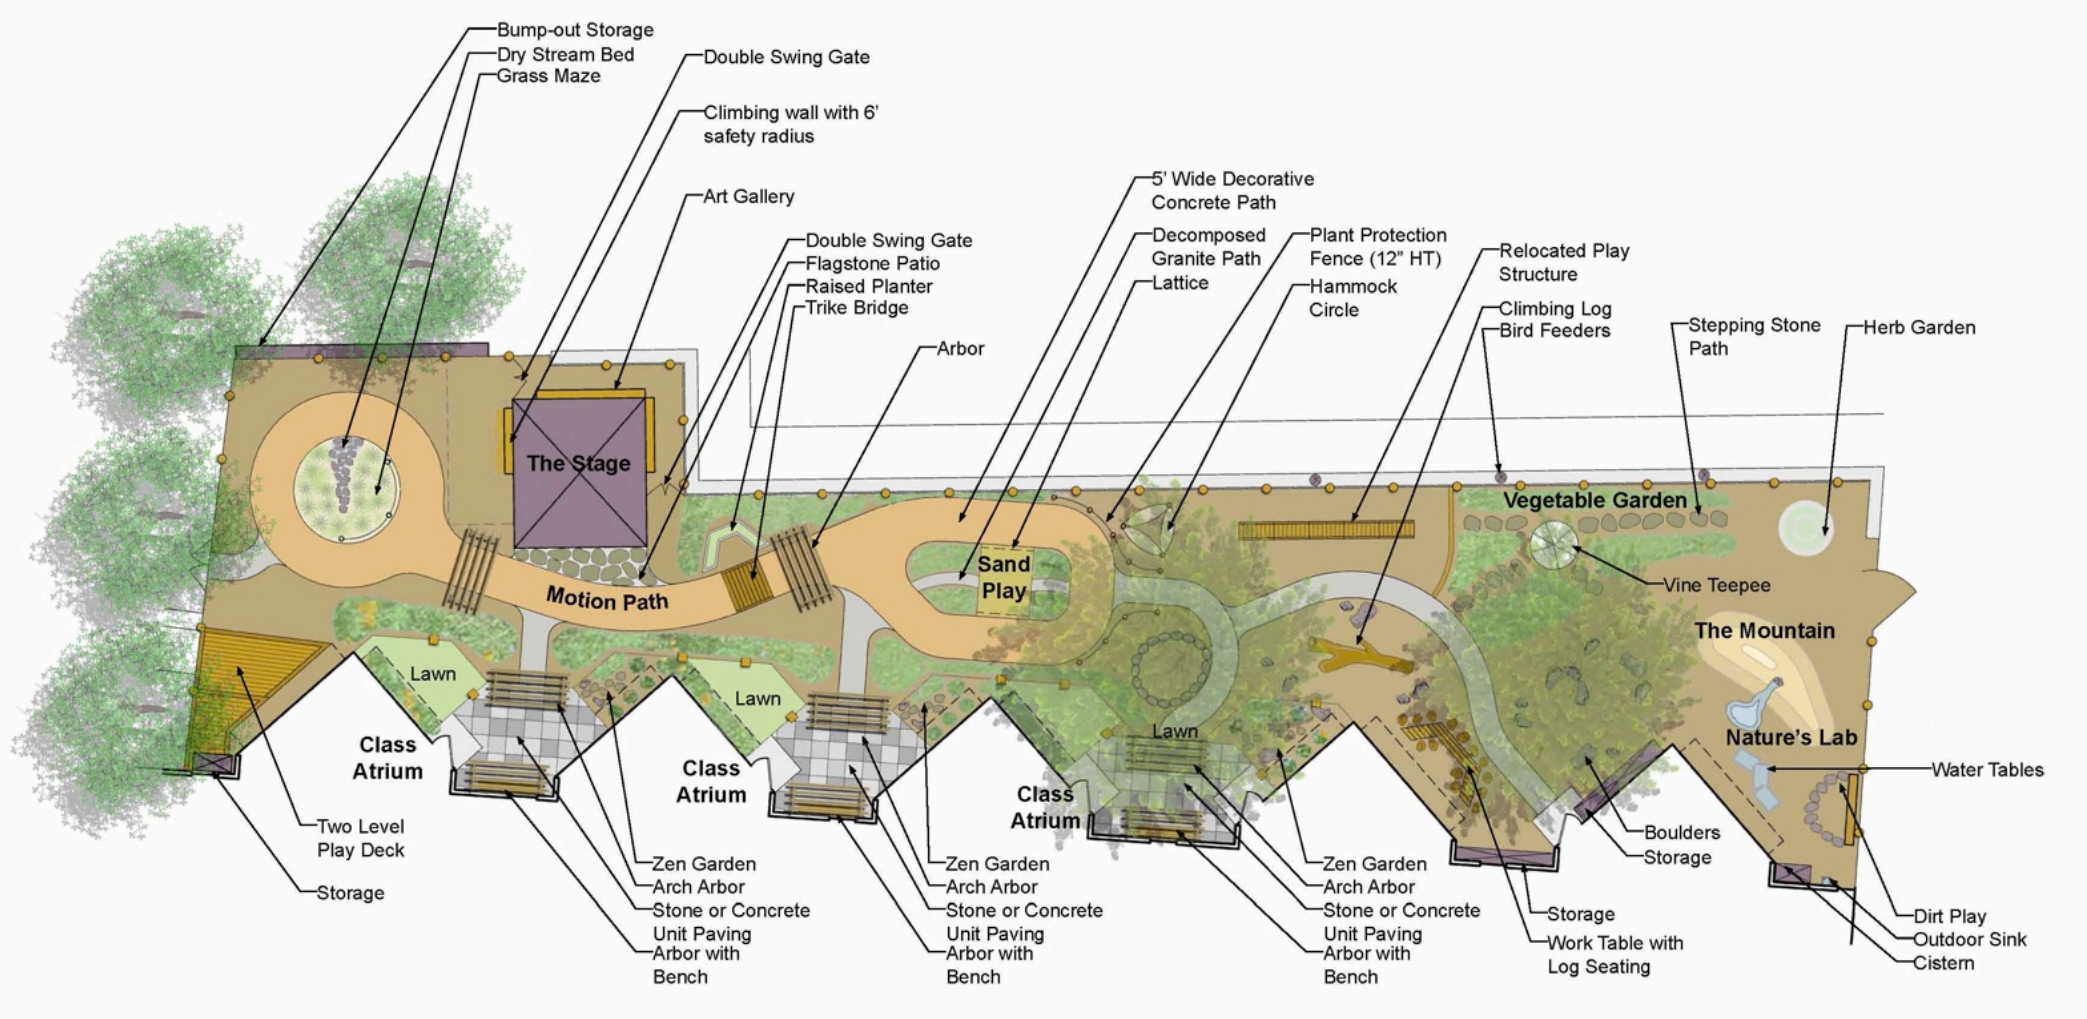 Bump-out Storage
Dry Stream Bed
Grass Maze
Double Swing Gate
Climbing wall with 6’
safety radius
Art Gallery
Double Swing Gate
Flagstone Patio
Raised Planter
Trike Bridge
Arbor
5’ Wide Decorative
Concrete Path
Decomposed
Granite Path
Lattice
Plant Protection
Fence (12” HT)
Hammock
Circle
Relocated Play
Structure
Climbing Log
Bird Feeders
Stepping Stone
Path
Herb Garden
The Stage
Motion Path
Sand
Play
Vegetable Garden
Vine Teepee
The Mountain
Nature’s Lab
Water Tables
Lawn
Lawn
Lawn
Class
Atrium
Class
Atrium
Class
Atrium
Two Level
Play Deck
Storage
Zen Garden
Arch Arbor
Stone or Concrete
Unit Paving
Arbor with
Bench
Zen Garden
Arch Arbor
Stone or Concrete
Unit Paving
Arbor with
Bench
Zen Garden
Arch Arbor
Stone or Concrete
Unit Paving
Arbor with
Bench
Boulders
Storage
Storage
Work Table with
Log Seating
Dirt Play
Outdoor Sink
Cistern